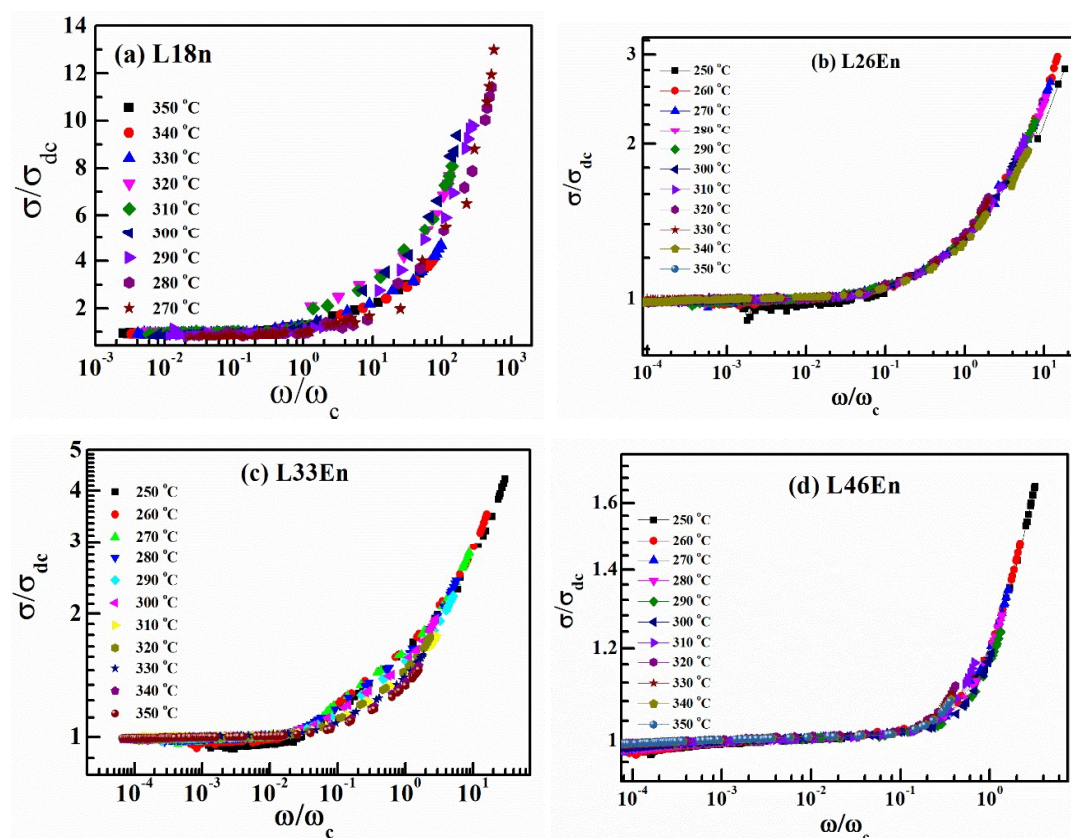 (a) L18n
σ/σdc
14
12
10
8
6
4
2
350 °C
340 °C
330 °C
320 °C
310 °C
300 °C
290 °C
280 °C
270 °C
10⁻³ 10⁻² 10⁻¹ 10⁰ 10¹ 10² 10³
ω/ωc
(b) L26En
σ/σdc
3
2
1
250 °C
260 °C
270 °C
280 °C
290 °C
300 °C
310 °C
320 °C
330 °C
340 °C
350 °C
10⁻⁴ 10⁻³ 10⁻² 10⁻¹ 10⁰ 10¹
ω/ωc
(c) L33En
σ/σdc
5
4
3
2
1
250 °C
260 °C
270 °C
280 °C
290 °C
300 °C
310 °C
320 °C
330 °C
340 °C
350 °C
10⁻⁴ 10⁻³ 10⁻² 10⁻¹ 10⁰ 10¹
ω/ωc
(d) L46En
σ/σdc
1.6
1.4
1.2
1
250 °C
260 °C
270 °C
280 °C
290 °C
300 °C
310 °C
320 °C
330 °C
340 °C
350 °C
10⁻⁴ 10⁻³ 10⁻² 10⁻¹ 10⁰
ω/ωc